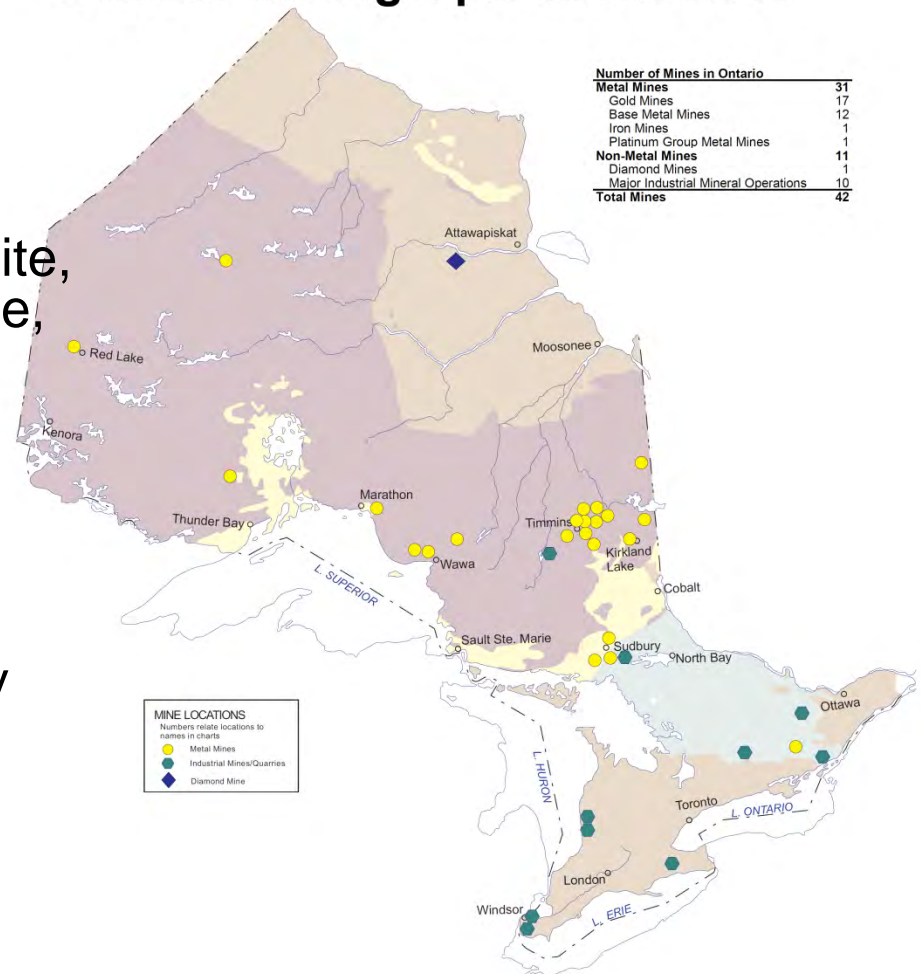 Number of Mines in Ontario
Metal Mines 31
Gold Mines 17
Base Metal Mines 12
Iron Mines 1
Platinum Group Metal Mines 1
Non-Metal Mines 11
Diamond Mines 1
Major Industrial Mineral Operations 10
Total Mines 42
ite,
e,
y
Attawapiskat
Moosonee
Red Lake
Kenora
Marathon
Thunder Bay
Timmins
Wawa
Kirkland
Lake
L. SUPERIOR
Cobalt
Sault Ste. Marie
Sudbury
North Bay
Ottawa
MINE LOCATIONS
Numbers relate locations to
names in charts
Metal Mines
Industrial Mines/Quarries
Diamond Mine
L. HURON
Toronto
L. ONTARIO
London
Windsor
L. ERIE